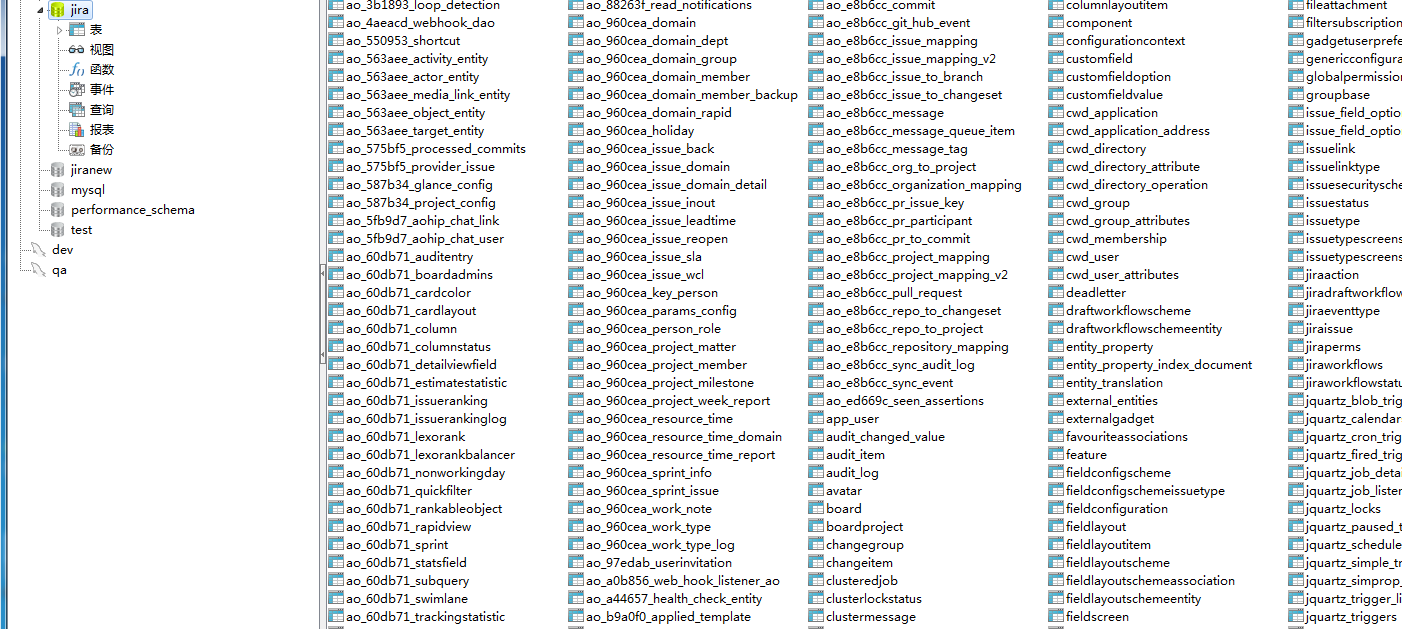 jira
表
视图
函数
事件
查询
报表
备份
jiranew
mysql
performance_schema
test
dev
qa
ao_3b1893_loop_detection
ao_4aeacd_webhook_dao
ao_550953_shortcut
ao_563aee_activity_entity
ao_563aee_actor_entity
ao_563aee_media_link_entity
ao_563aee_object_entity
ao_563aee_target_entity
ao_575bf5_processed_commits
ao_575bf5_provider_issue
ao_587b34_glance_config
ao_587b34_project_config
ao_5fb9d7_aohip_chat_link
ao_5fb9d7_aohip_chat_user
ao_60db71_auditentry
ao_60db71_boardadmins
ao_60db71_cardcolor
ao_60db71_cardlayout
ao_60db71_column
ao_60db71_columnstatus
ao_60db71_detailviewfield
ao_60db71_estimatestatistic
ao_60db71_issueranking
ao_60db71_issuerankinglog
ao_60db71_lexorank
ao_60db71_lexorankbalancer
ao_60db71_nonworkingday
ao_60db71_quickfilter
ao_60db71_rankableobject
ao_60db71_rapidview
ao_60db71_sprint
ao_60db71_statsfield
ao_60db71_subquery
ao_60db71_swimlane
ao_60db71_trackingstatistic
ao_88263f_read_notifications
ao_960cea_domain
ao_960cea_domain_dept
ao_960cea_domain_group
ao_960cea_domain_member
ao_960cea_domain_member_backup
ao_960cea_domain_rapid
ao_960cea_holiday
ao_960cea_issue_back
ao_960cea_issue_domain
ao_960cea_issue_domain_detail
ao_960cea_issue_inout
ao_960cea_issue_leadtime
ao_960cea_issue_reopen
ao_960cea_issue_sla
ao_960cea_issue_wcl
ao_960cea_key_person
ao_960cea_params_config
ao_960cea_person_role
ao_960cea_project_matter
ao_960cea_project_member
ao_960cea_project_milestone
ao_960cea_project_week_report
ao_960cea_resource_time
ao_960cea_resource_time_domain
ao_960cea_resource_time_report
ao_960cea_sprint_info
ao_960cea_sprint_issue
ao_960cea_work_note
ao_960cea_work_type
ao_960cea_work_type_log
ao_97edab_userinvitation
ao_a0b856_web_hook_listener_ao
ao_a44657_health_check_entity
ao_b9a0f0_applied_template
ao_e8b6cc_commit
ao_e8b6cc_git_hub_event
ao_e8b6cc_issue_mapping
ao_e8b6cc_issue_mapping_v2
ao_e8b6cc_issue_to_branch
ao_e8b6cc_issue_to_changeset
ao_e8b6cc_message
ao_e8b6cc_message_queue_item
ao_e8b6cc_message_tag
ao_e8b6cc_org_to_project
ao_e8b6cc_organization_mapping
ao_e8b6cc_pr_issue_key
ao_e8b6cc_pr_participant
ao_e8b6cc_pr_to_commit
ao_e8b6cc_project_mapping
ao_e8b6cc_project_mapping_v2
ao_e8b6cc_pull_request
ao_e8b6cc_repo_to_changeset
ao_e8b6cc_repo_to_project
ao_e8b6cc_repository_mapping
ao_e8b6cc_sync_audit_log
ao_e8b6cc_sync_event
ao_ed669c_seen_assertions
app_user
audit_changed_value
audit_item
audit_log
avatar
board
boardproject
changegroup
changeitem
clusteredjob
clusterlockstatus
clustermessage
columnlayoutitem
component
configurationcontext
customfield
customfieldoption
customfieldvalue
cwd_application
cwd_application_address
cwd_directory
cwd_directory_attribute
cwd_directory_operation
cwd_group
cwd_group_attributes
cwd_membership
cwd_user
cwd_user_attributes
deadletter
draftworkflowscheme
draftworkflowschemeentity
entity_property
entity_property_index_document
entity_translation
external_entities
externalgadget
favouriteassociations
feature
fieldconfigscheme
fieldconfigschemeissuetype
fieldconfiguration
fieldlayout
fieldlayoutitem
fieldlayoutscheme
fieldlayoutschemeassociation
fieldlayoutschemeentity
fieldscreen
fileattachment
filtersubscription
gadgetuserprefe
genericconfigura
globalpermissio
groupbase
issue_field_optio
issue_field_optio
issuelink
issuelinktype
issuesecuritysche
issuestatus
issuetype
issuetypescreens
issuetypescreens
jiraaction
jiradraftworkflow
jiraeventtype
jiraissue
jiraperms
jiraworkflows
jiraworkflowstatu
jquartz_blob_trig
jquartz_calendar
jquartz_cron_trig
jquartz_fired_trig
jquartz_job_deta
jquartz_job_listen
jquartz_locks
jquartz_paused_t
jquartz_schedule
jquartz_simple_tr
jquartz_simprop_
jquartz_trigger_li
jquartz_triggers